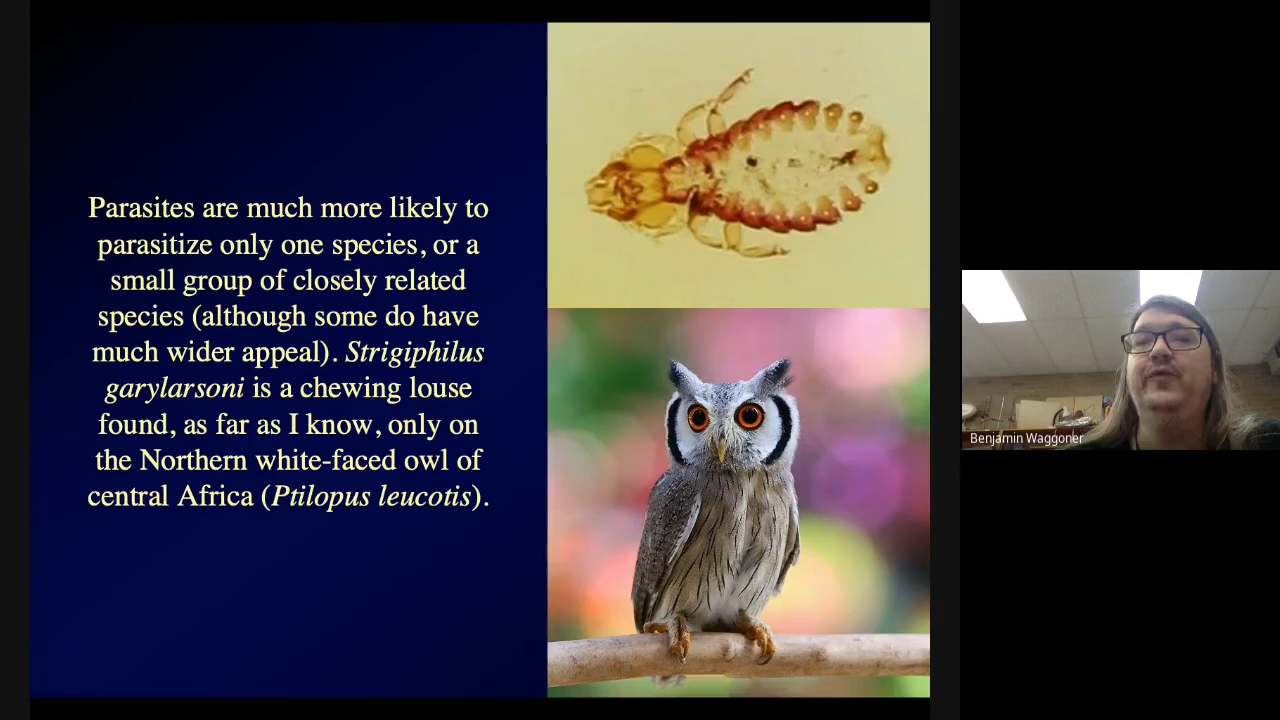 Parasites are much more likely to
parasitize only one species, or a
small group of closely related
species (although some do have
much wider appeal). Strigiphilus
garylarsoni is a chewing louse
found, as far as I know, only on
the Northern white-faced owl of
central Africa (Ptilopus leucotis).
Benjamin Waggoner